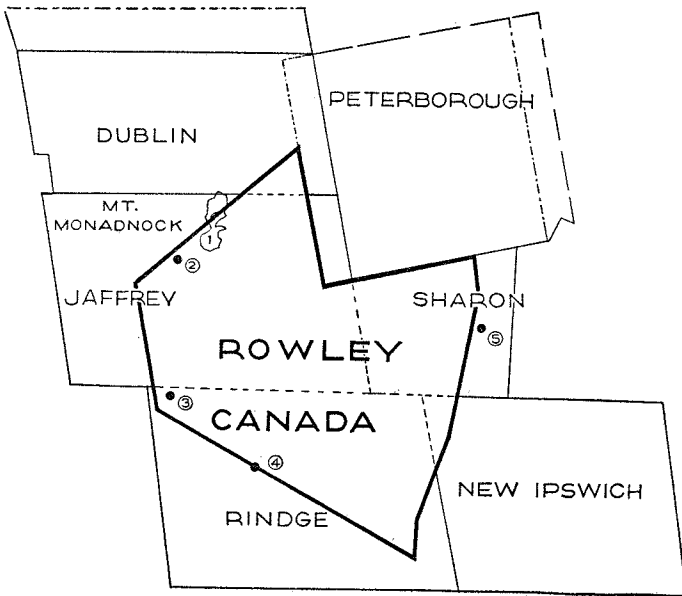 PETERBOROUGH
DUBLIN
MT.
MONADNOCK
1
2
JAFFREY
SHARON
5
ROWLEY
3
CANADA
4
NEW IPSWICH
RINDGE